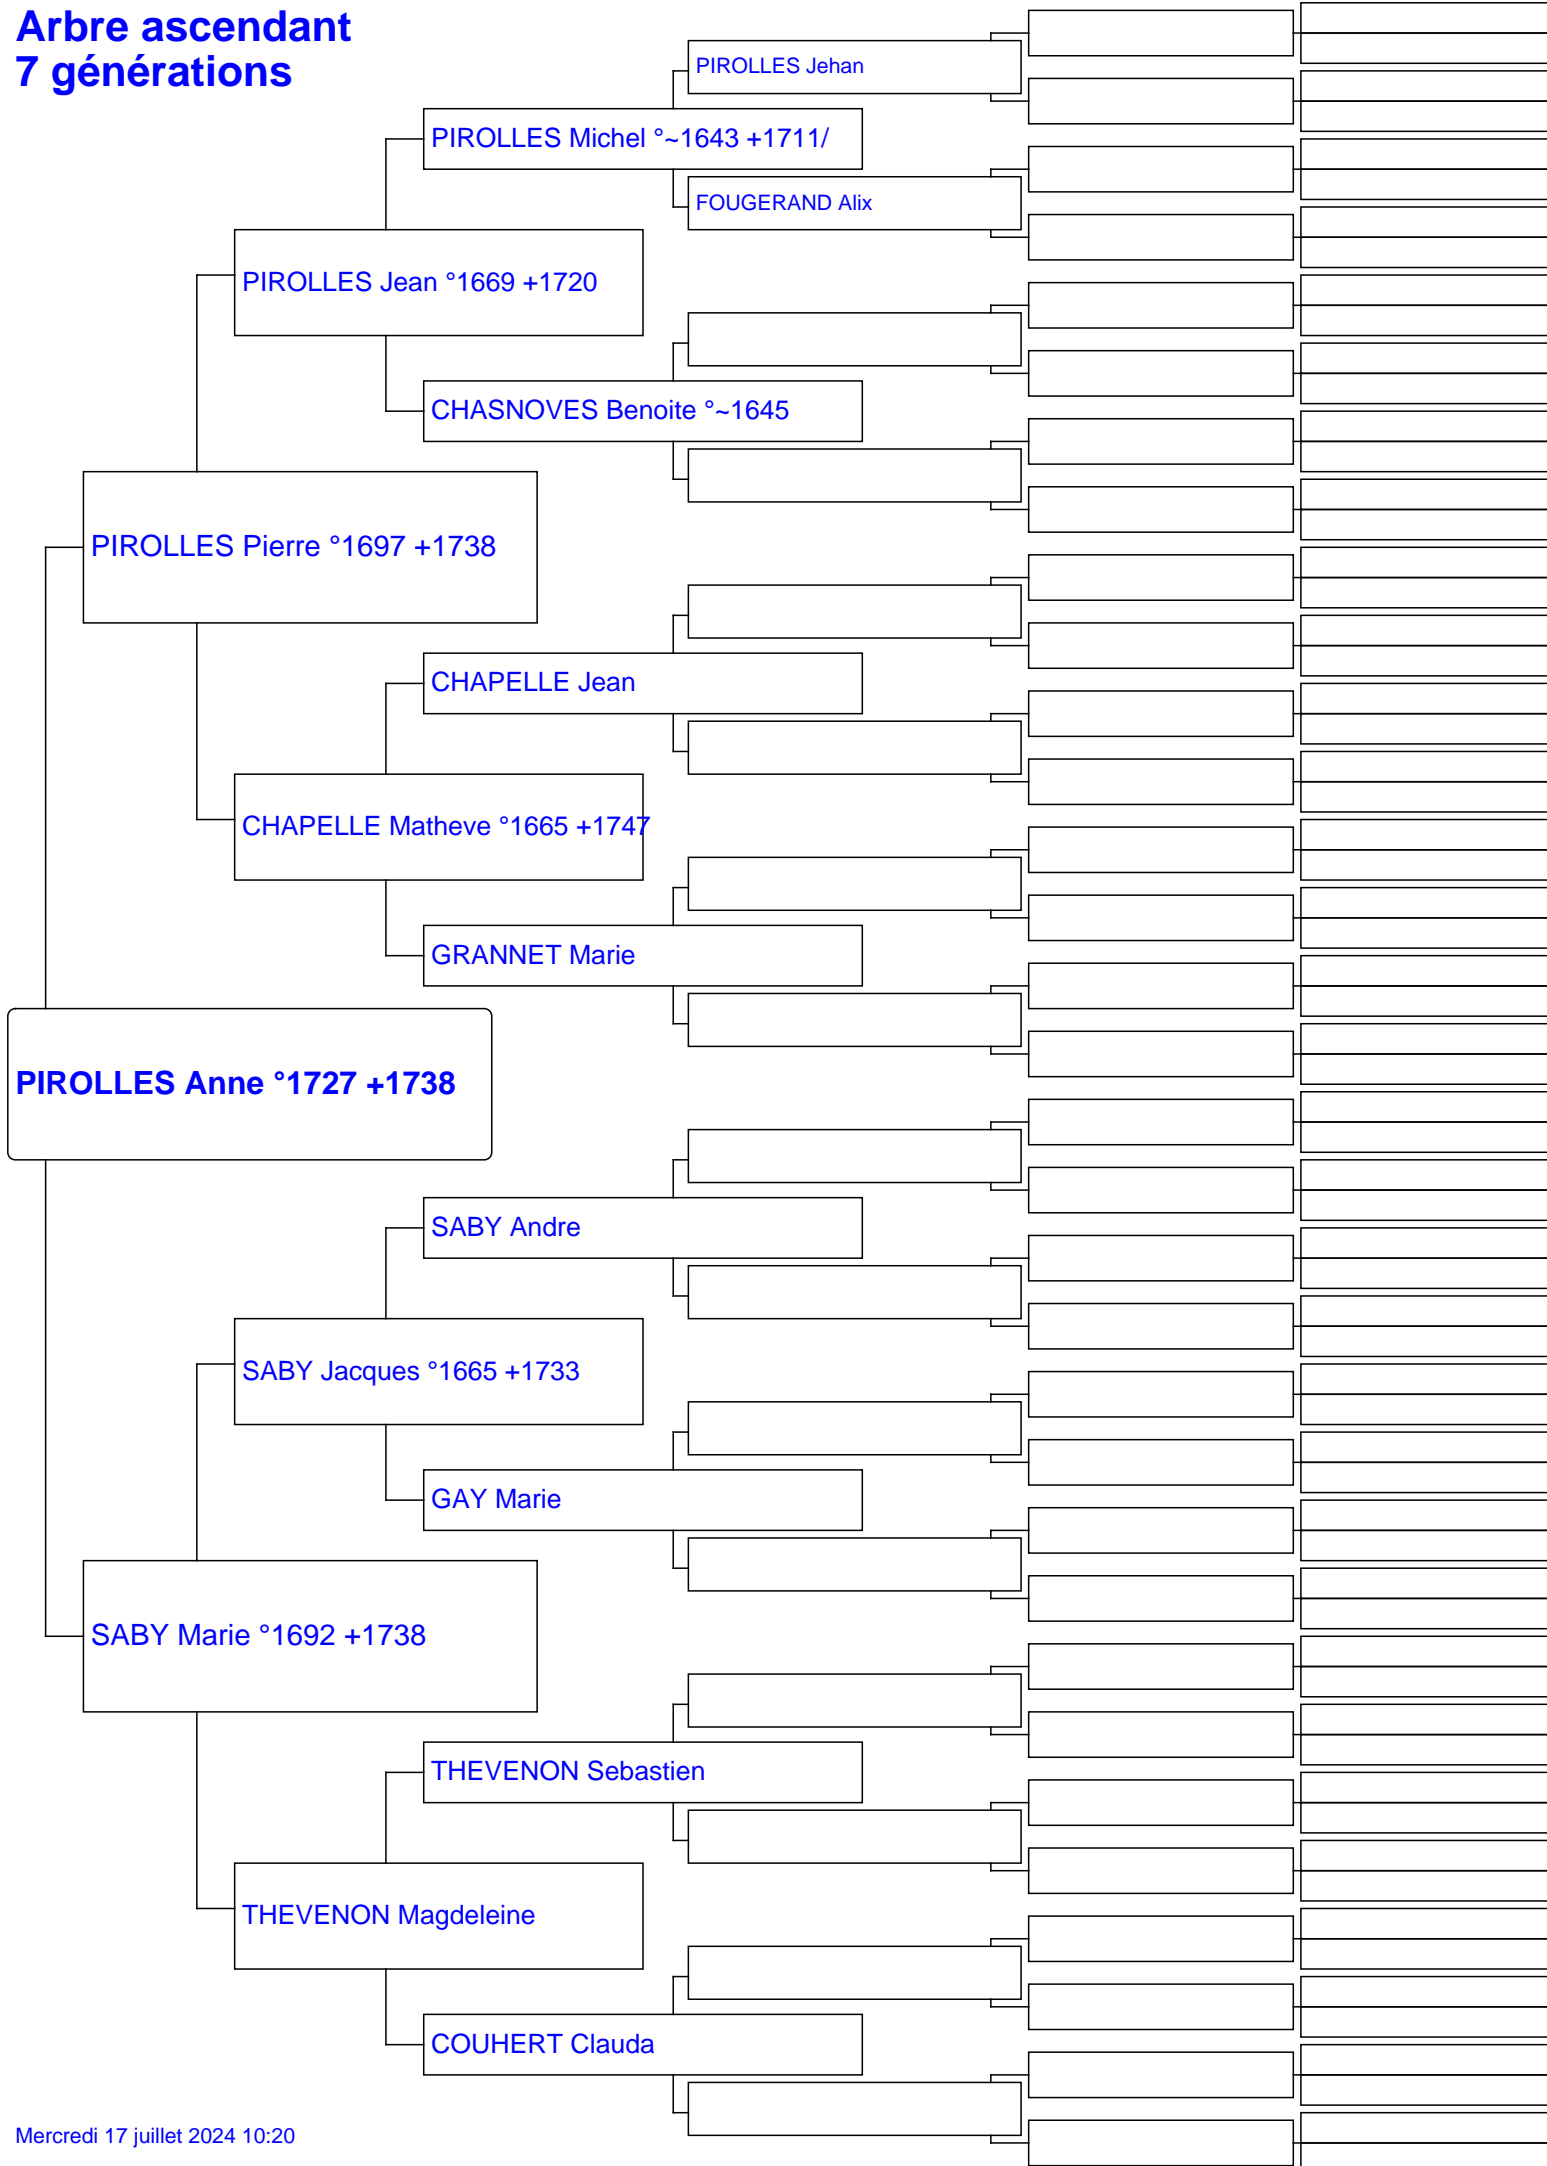 Arbre ascendant
7 générations
PIROLLES Jehan
PIROLLES Michel °~1643 +1711/
FOUGERAND Alix
PIROLLES Jean °1669 +1720
CHASNOVES Benoite °~1645
PIROLLES Pierre °1697 +1738
CHAPELLE Jean
CHAPELLE Matheve °1665 +1747
GRANNET Marie
PIROLLES Anne °1727 +1738
SABY Andre
SABY Jacques °1665 +1733
GAY Marie
SABY Marie °1692 +1738
THEVENON Sebastien
THEVENON Magdeleine
COUHERT Clauda
Mercredi 17 juillet 2024 10:20